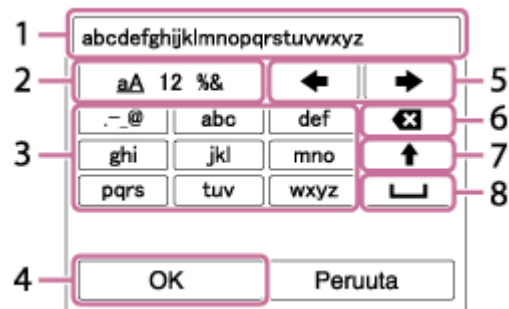 1 abcdefghijklmnopqrstuvwxyz
2 aA 12 %& 5
.-_@ abc def 6
3 ghi jkl mno 7
pqrs tuv wxyz 8
4 OK Peruuta